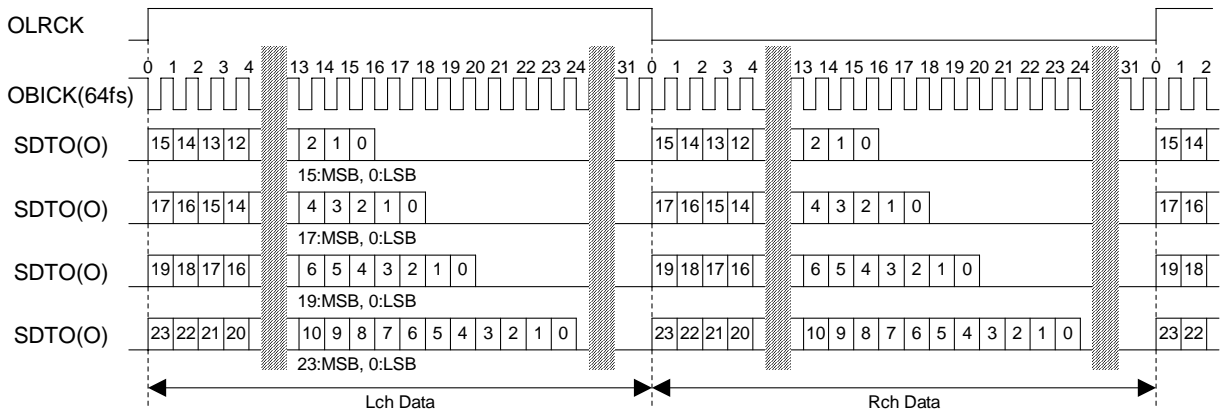 OLRCK
0 1 2 3 4 13 14 15 16 17 18 19 20 21 22 23 24 31 0 1 2 3 4 13 14 15 16 17 18 19 20 21 22 23 24 31 0 1 2
OBICK(64fs)
SDTO(O) 15 14 13 12 2 1 0 15 14 13 12 2 1 0 15 14
15:MSB, 0:LSB
SDTO(O) 17 16 15 14 4 3 2 1 0 17 16 15 14 4 3 2 1 0 17 16
17:MSB, 0:LSB
SDTO(O) 19 18 17 16 6 5 4 3 2 1 0 19 18 17 16 6 5 4 3 2 1 0 19 18
19:MSB, 0:LSB
SDTO(O) 23 22 21 20 10 9 8 7 6 5 4 3 2 1 0 23 22 21 20 10 9 8 7 6 5 4 3 2 1 0 23 22
23:MSB, 0:LSB
Lch Data Rch Data